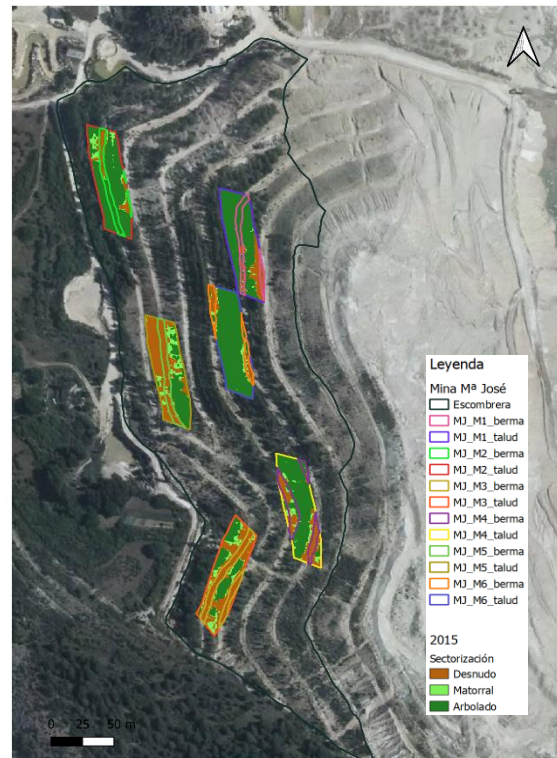 Leyenda
Mina Mª José
Escombrera
MJ_M1_berma
MJ_M1_talud
MJ_M2_berma
MJ_M2_talud
MJ_M3_berma
MJ_M3_talud
MJ_M4_berma
MJ_M4_talud
MJ_M5_berma
MJ_M5_talud
MJ_M6_berma
MJ_M6_talud
2015
Sectorización
Desnudo
Matorral
Arbolado
0 25 50 m